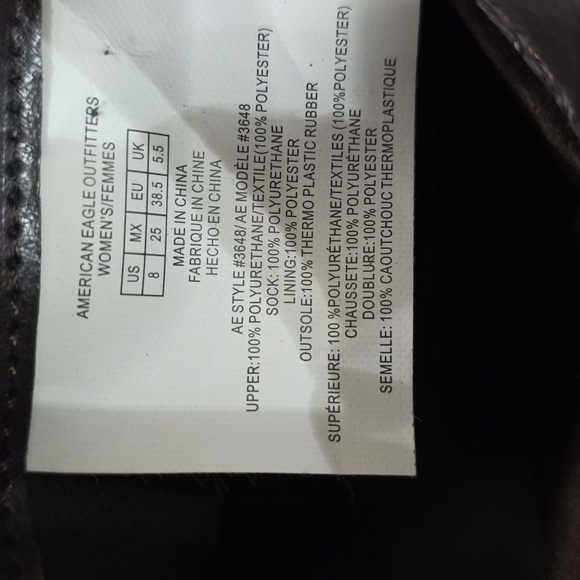 AMERICAN EAGLE OUTFITTERS
WOMEN'S/FEMMES
US MX EU UK
8 25 38.5 5.5
MADE IN CHINA
FABRIQUE IN CHINE
HECHO EN CHINA
AE STYLE #3648/ AE MODÈLE #3648
UPPER:100% POLYURETHANE/TEXTILE(100% POLYESTER)
SOCK: 100% POLYURETHANE
LINING:100% POLYESTER
OUTSOLE:100% THERMO PLASTIC RUBBER
SUPÉRIEURE: 100 %POLYURÉTHANE/TEXTILES (100%POLYESTER)
CHAUSSETE:100% POLYURÉTHANE
DOUBLURE:100% POLYESTER
SEMELLE: 100% CAOUTCHOUC THERMOPLASTIQUE